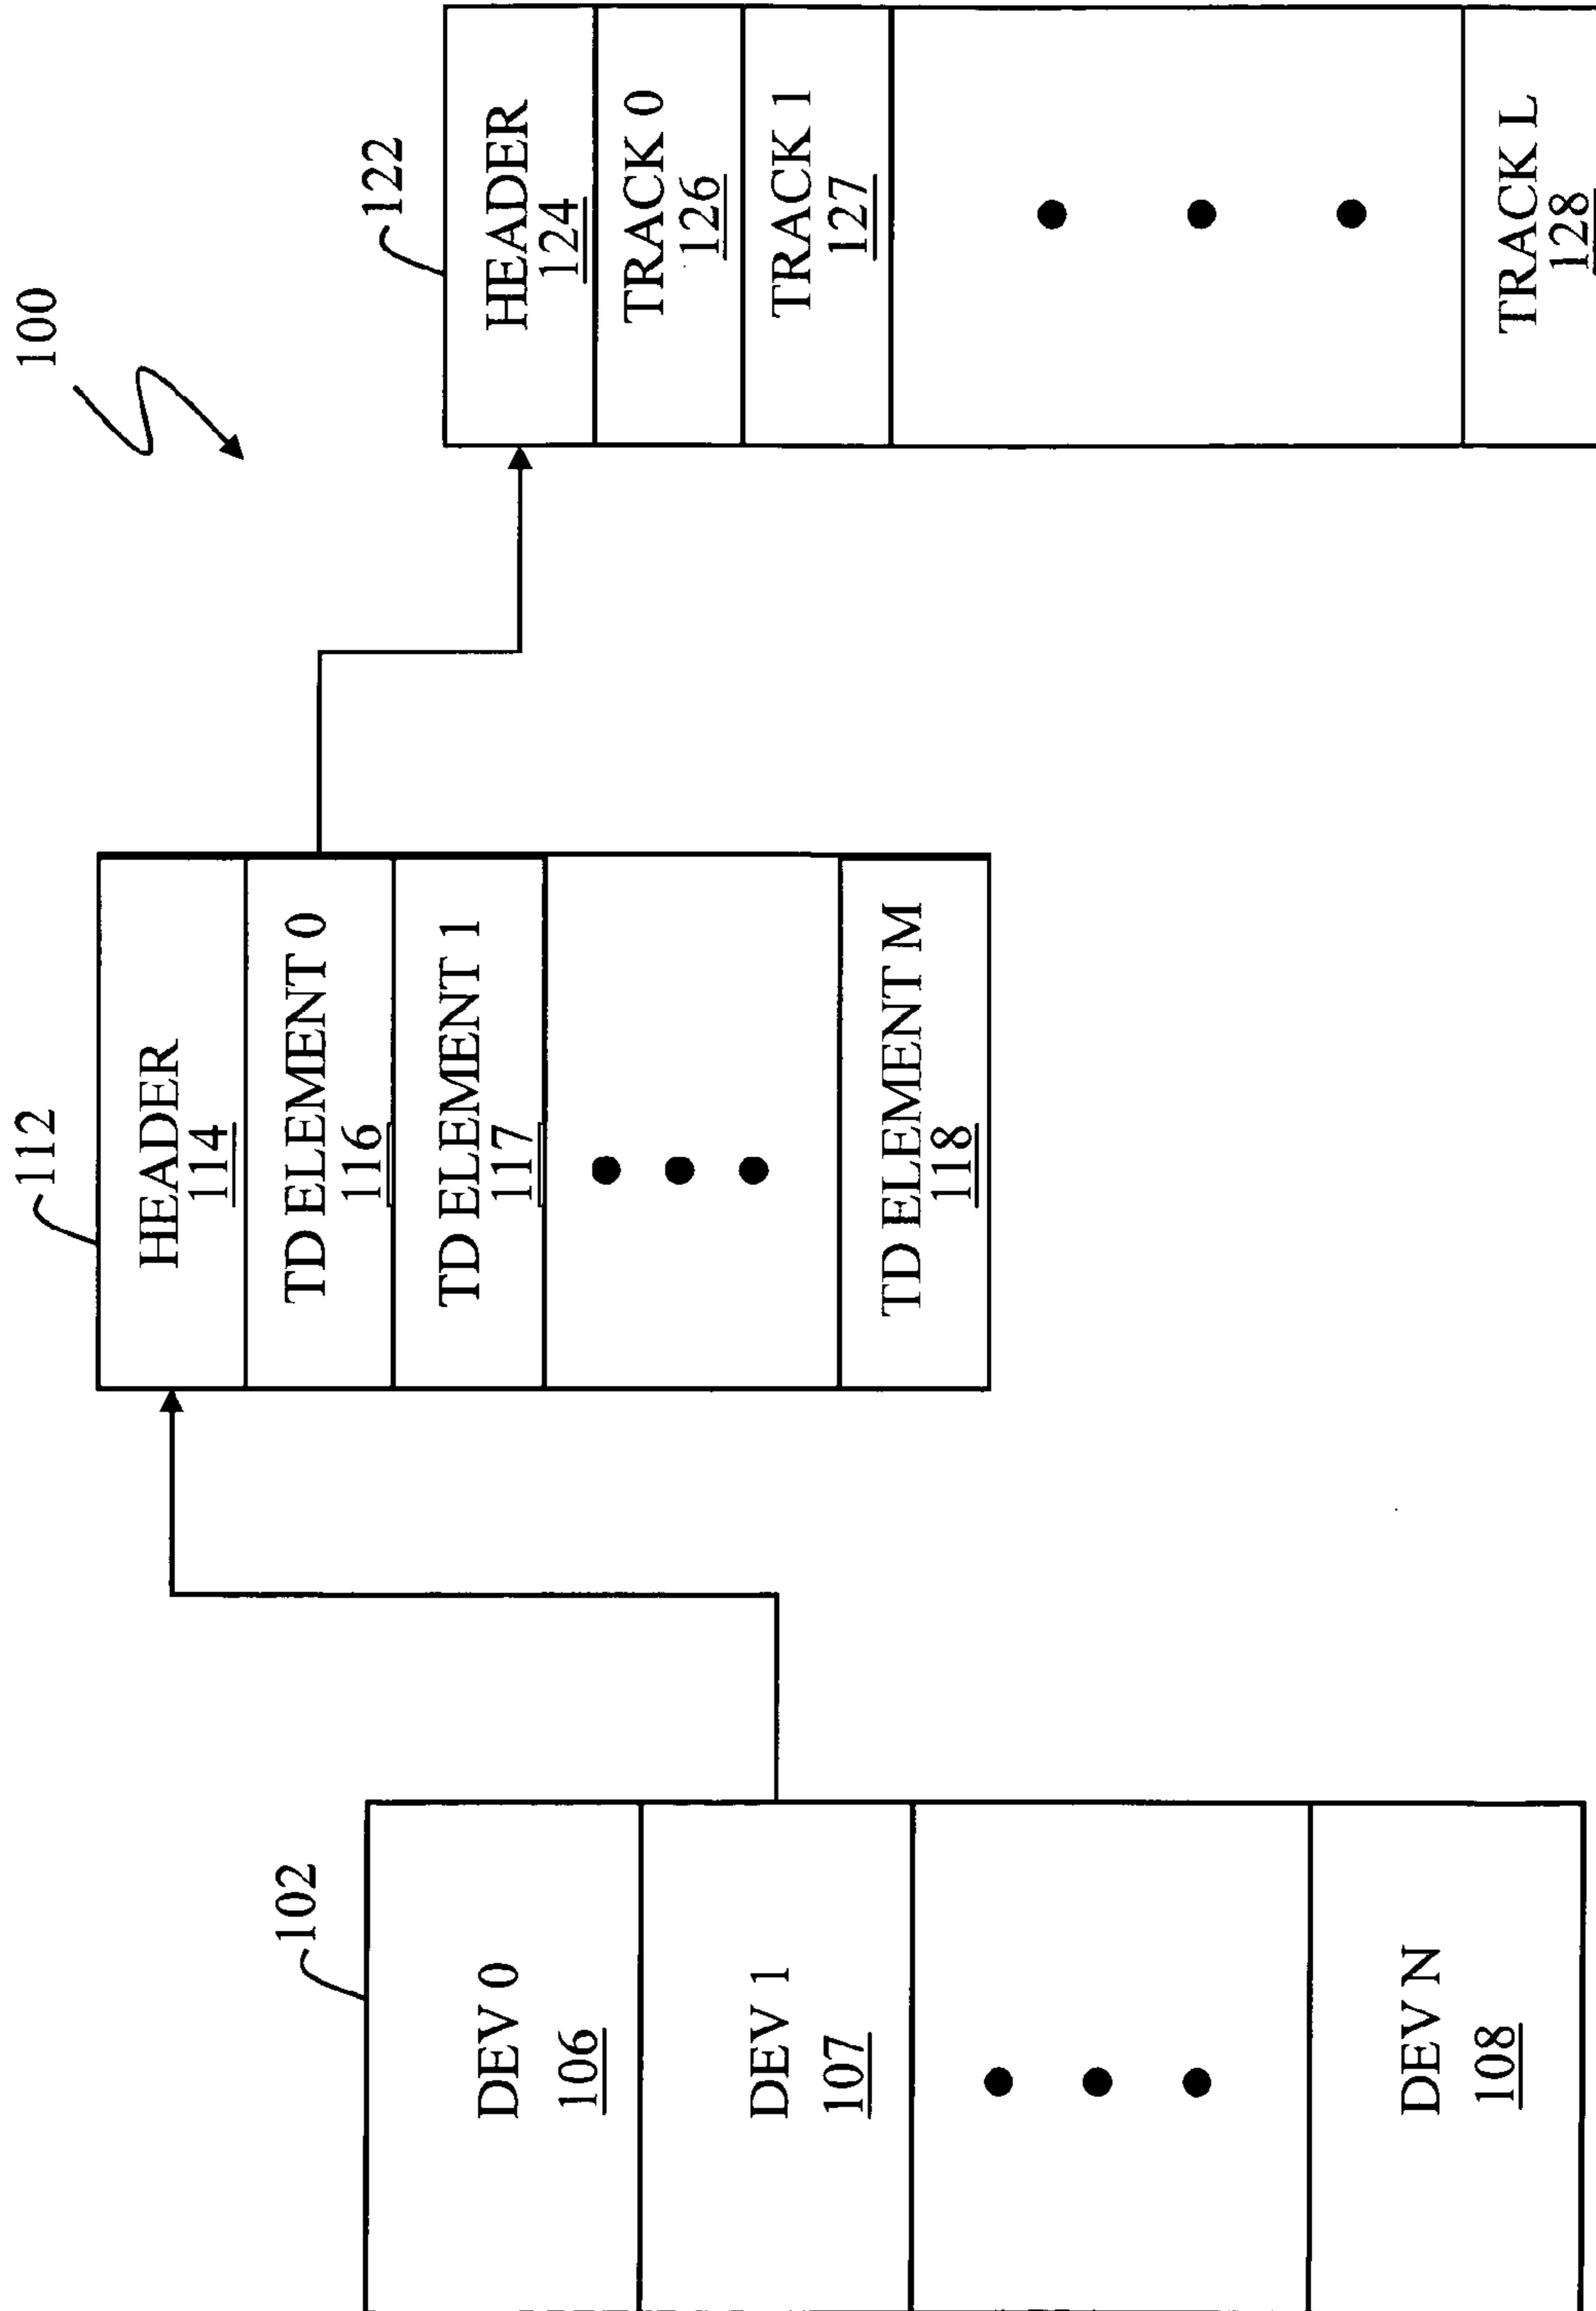 100
102
DEV 0
106
DEV 1
107
DEV N
108
112
HEADER
114
TD ELEMENT 0
116
TD ELEMENT 1
117
TD ELEMENT M
118
122
HEADER
124
TRACK 0
126
TRACK 1
127
TRACK L
128